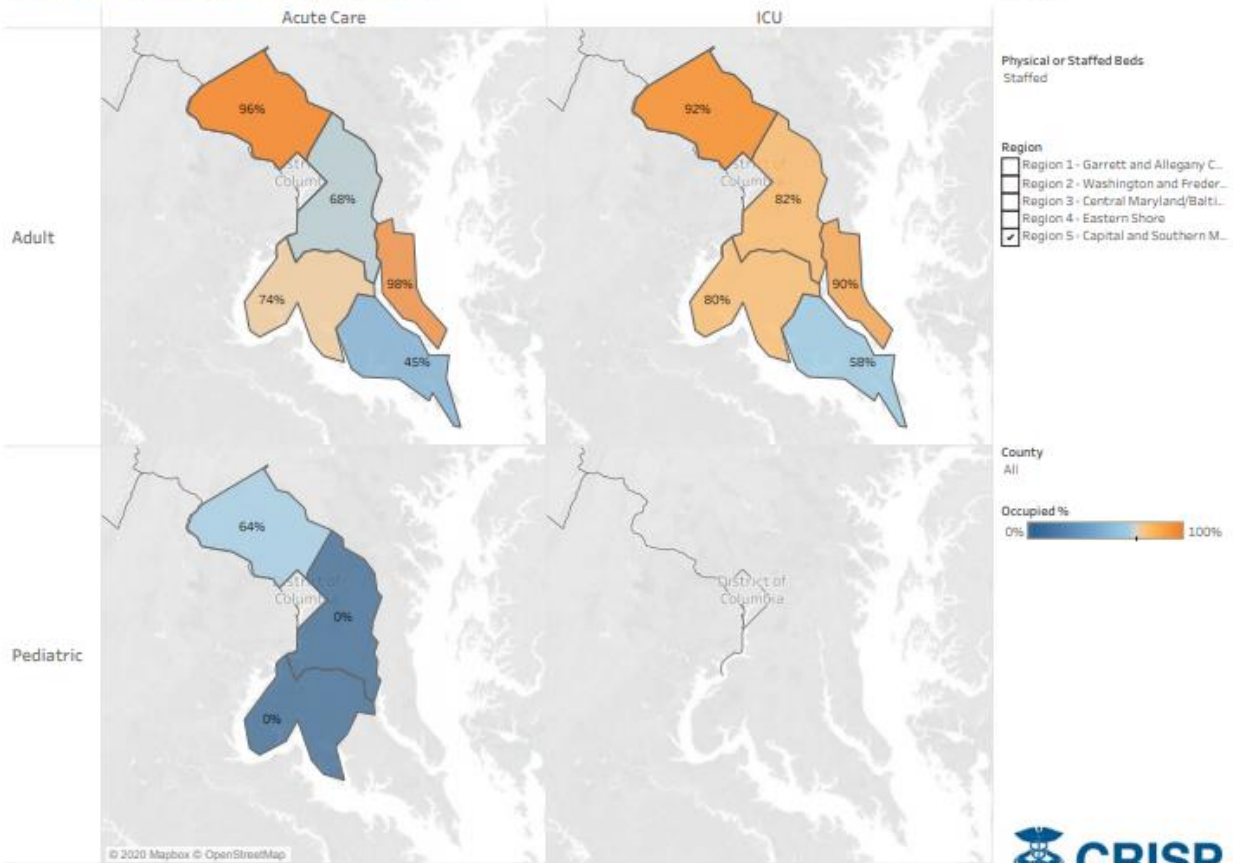 Acute Care
ICU
Adult
96%
68%
74%
98%
45%
92%
District of
Columbia
82%
80%
90%
58%
Physical or Staffed Beds
Staffed
Region
Region 1 - Garrett and Allegany C...
Region 2 - Washington and Freder...
Region 3 - Central Maryland/Balti...
Region 4 - Eastern Shore
Region 5 - Capital and Southern M...
Pediatric
64%
0%
0%
District of
Columbia
County
All
Occupied %
0%
100%
© 2020 Mapbox © OpenStreetMap
CRISP